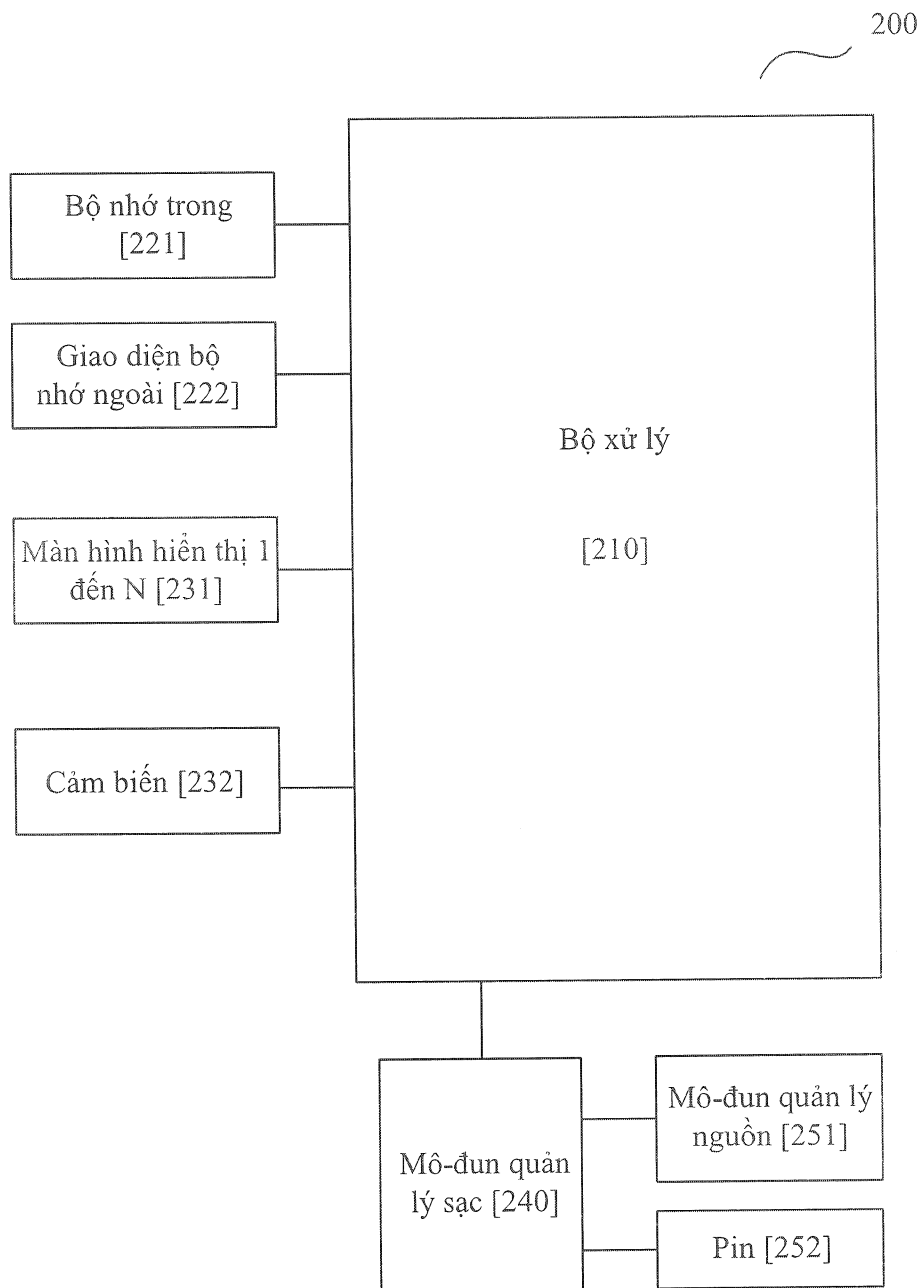 200
Bộ nhớ trong
[221]
Giao diện bộ
nhớ ngoài [222]
Bộ xử lý
[210]
Màn hình hiển thị 1
đến N [231]
Cảm biến [232]
Mô-đun quản lý
nguồn [251]
Mô-đun quản
lý sạc [240]
Pin [252]